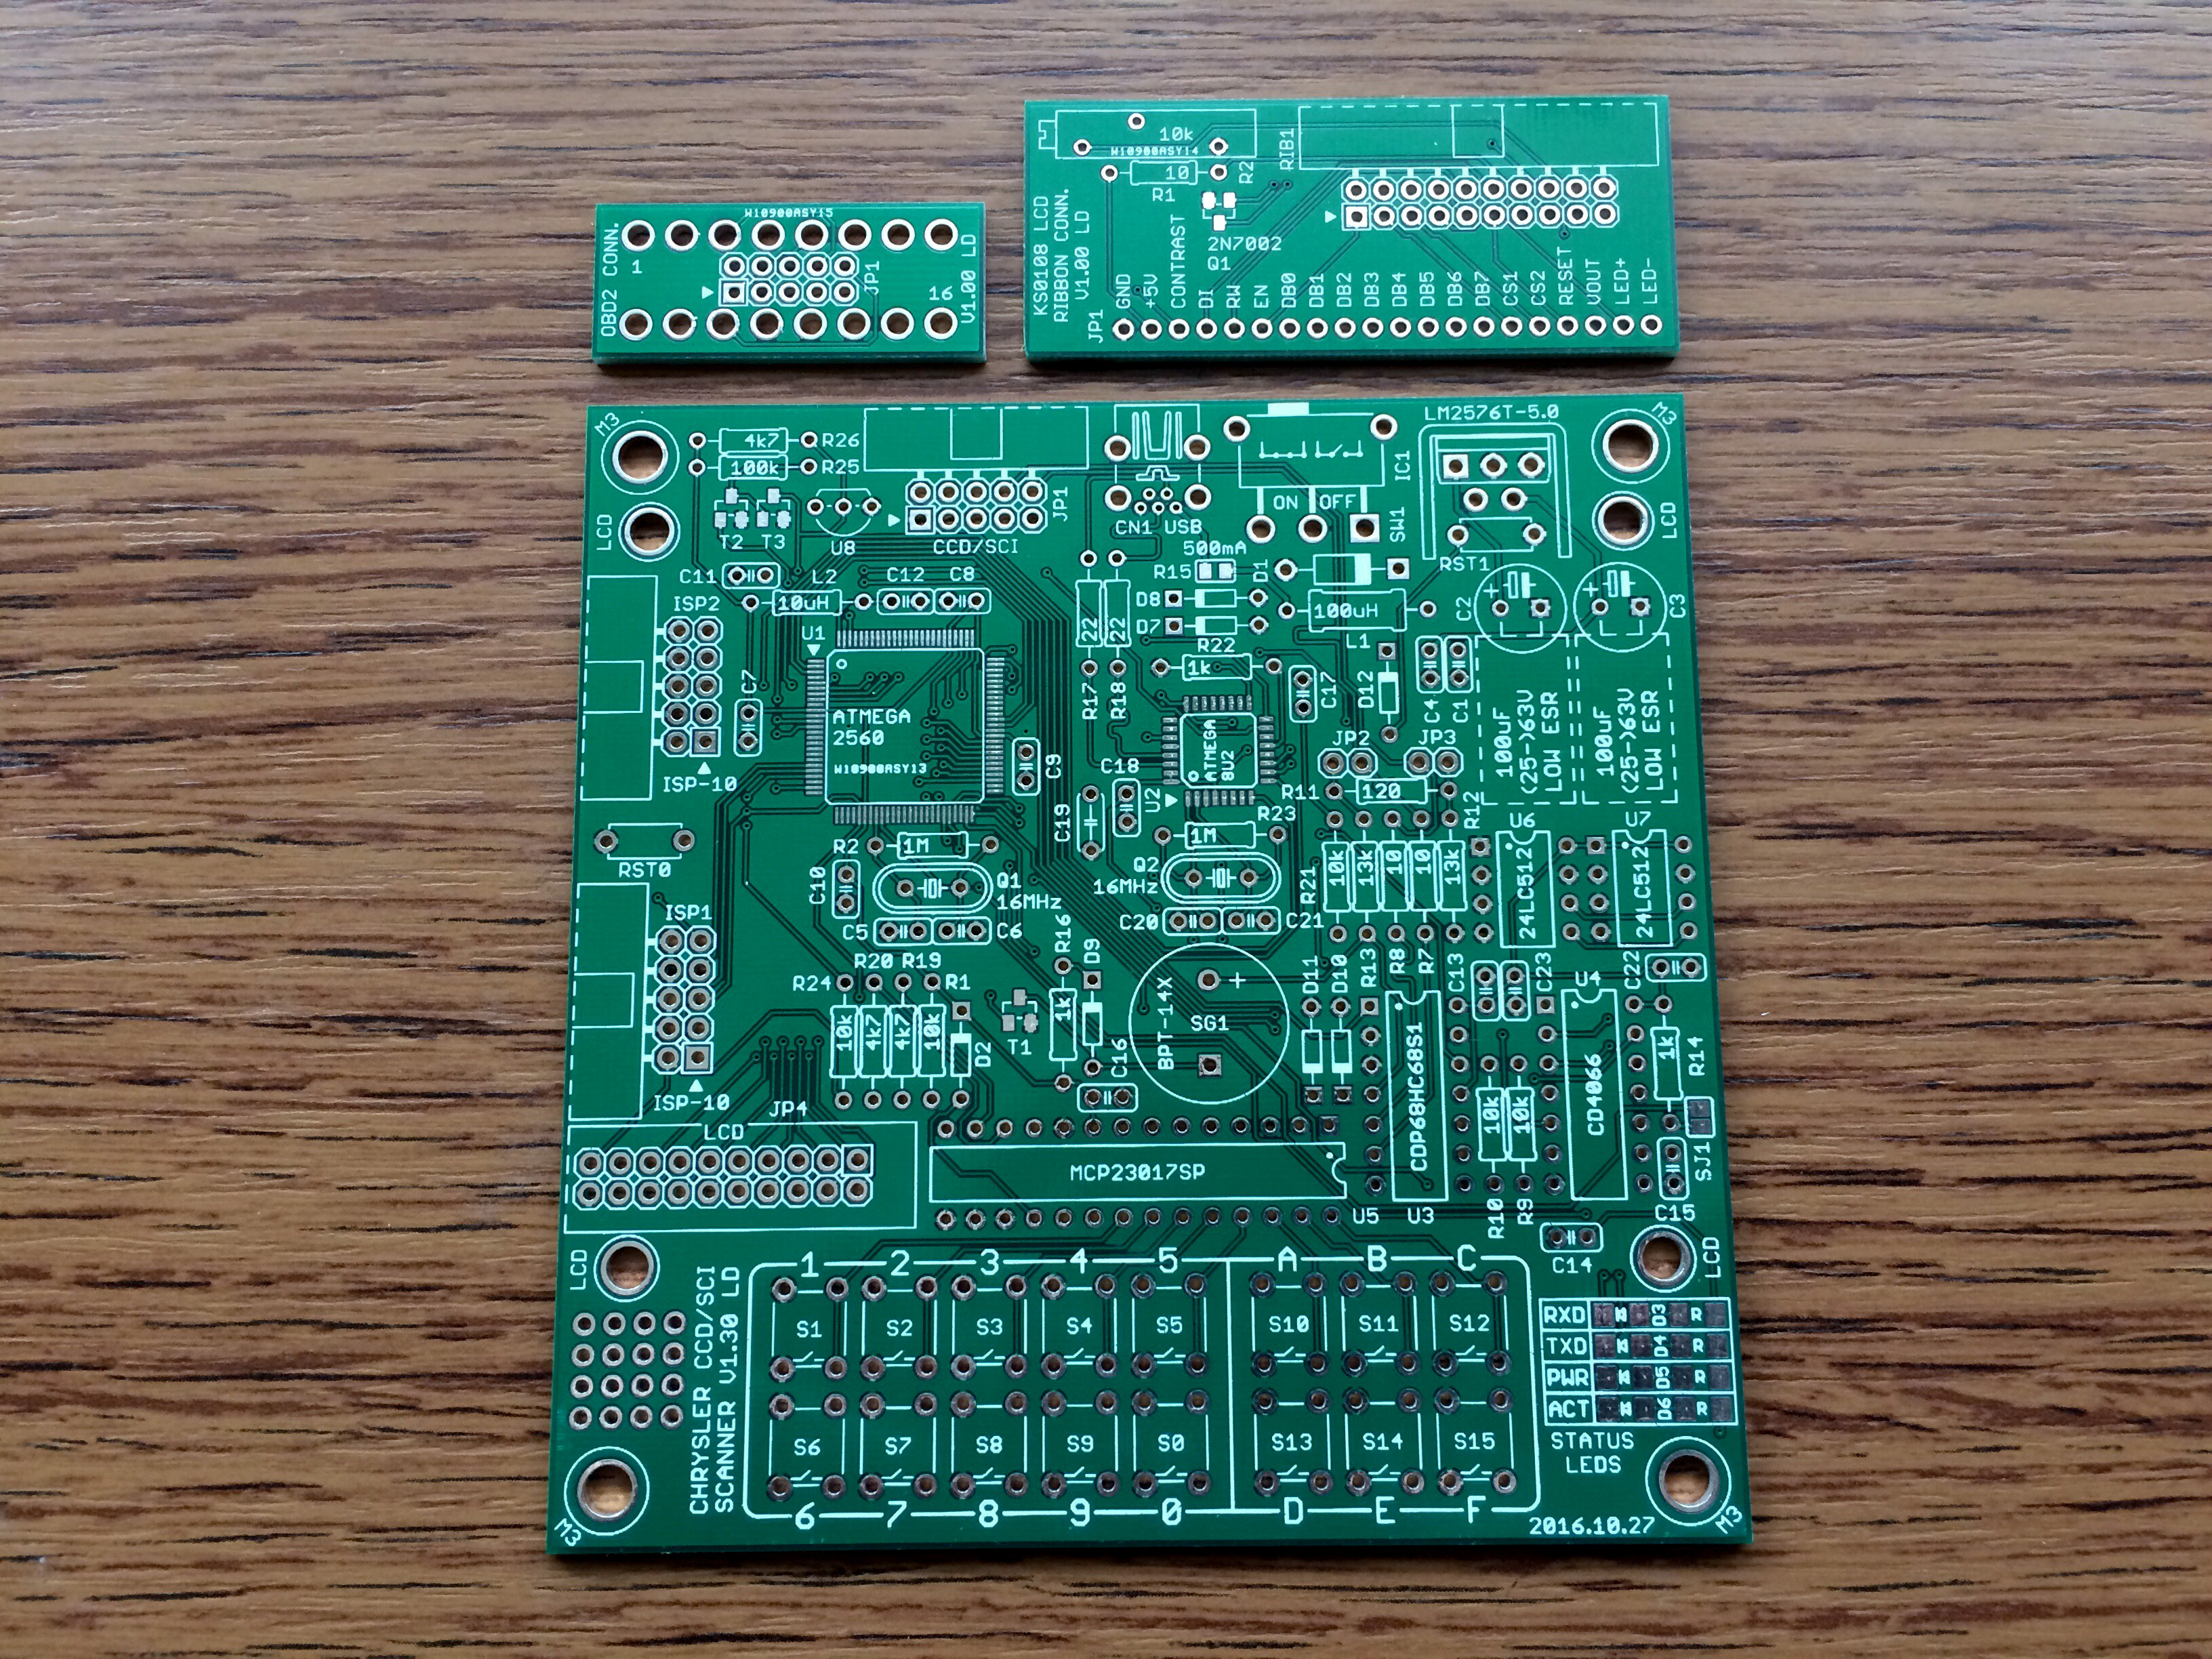 W10900ASY15
OBD2 CONN.
1
JP1
16
V1.00 LD
10k
W10900ASY14
10
R2
R1
RIB1
KS0108 LCD
RIBBON CONN.
V1.00 LD
2N7002
Q1
JP1
GND
+5V
CONTRAST
DI
RW
EN
DB0
DB1
DB2
DB3
DB4
DB5
DB6
DB7
CS1
CS2
RESET
VOUT
LED+
LED-
M3
4k7
R26
100k
R25
LCD
T2
T3
U8
JP1
CCD/SCI
CN1 USB
ON
OFF
SW1
IC1
LM2576T-5.0
M3
LCD
RST1
500mA
R15
D1
C11
L2
10uH
C12
C8
D8
D7
100uH
L1
C2
C3
ISP2
U1
22
22
R17
R18
R22
1k
C17
D12
C4
C1
100uF
(25->63V
LOW ESR
100uF
(25->63V
LOW ESR
C7
ATMEGA
2560
W10900ASY13
C9
ATMEGA
8U2
JP2
JP3
ISP-10
C18
U2
C19
R11
120
R12
R23
1M
U6
24LC512
U7
24LC512
RST0
R2
1M
C10
Q1
16MHz
Q2
16MHz
R21
10k
13k
10
10
13k
C5
C6
C20
C21
R16
ISP1
R20
R19
R24
R1
10k
4k7
4k7
10k
D2
T1
1k
D9
C16
BPT-14X
SG1
+
D11
D10
R13
R8
R7
C13
C23
U4
C22
CDP68HC68S1
CD4066
1k
R14
10k
10k
ISP-10
JP4
LCD
MCP23017SP
U5
U3
R10
R9
SJ1
C15
C14
LCD
LCD
CHRYSLER CCD/SCI
SCANNER V1.30 LD
1
2
3
4
5
A
B
C
S1
S2
S3
S4
S5
S10
S11
S12
S6
S7
S8
S9
S0
S13
S14
S15
6
7
8
9
0
D
E
F
RXD
D3
R
TXD
D4
R
PWR
D5
R
ACT
D6
R
STATUS
LEDS
2016.10.27
M3
M3